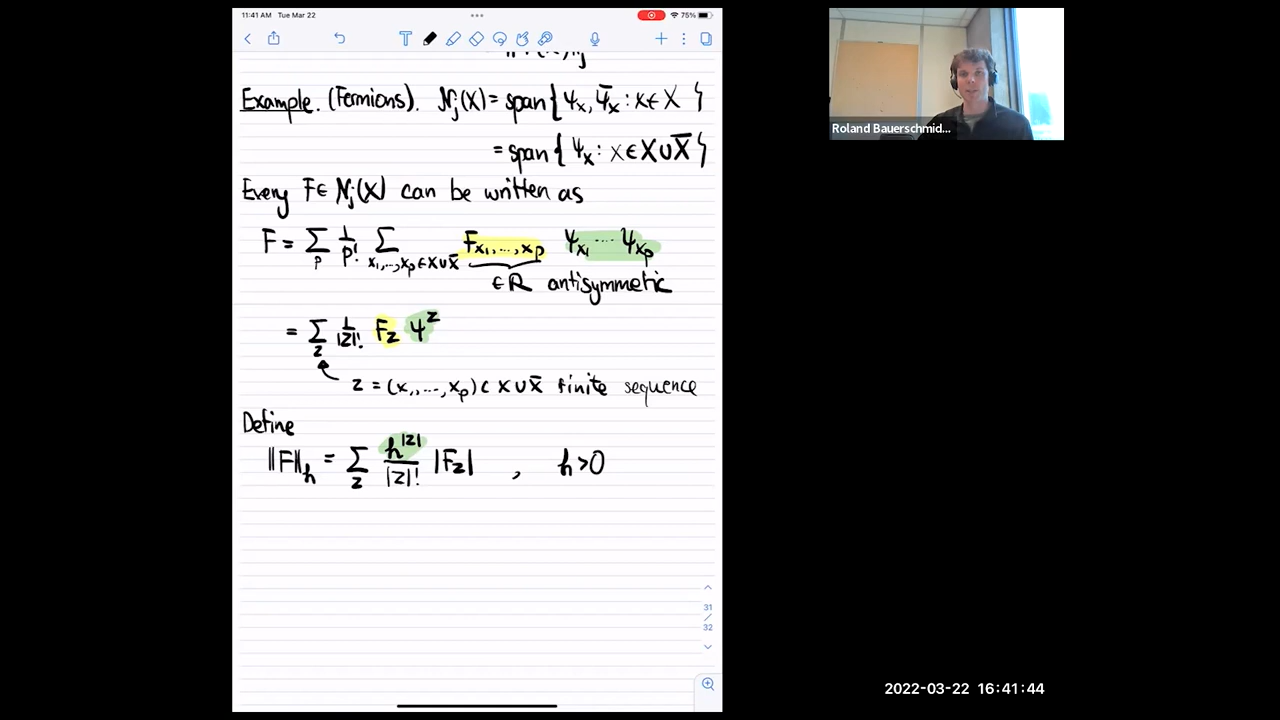 11:41 AM Tue Mar 22
75%
Example. (Fermions). N_j(X) = span{ ψ_x, ψ̄_x : x ∈ X }
= span{ ψ_x : x ∈ X ∪ X̄ }
Every F ∈ N_j(X) can be written as
F = Σ_p 1/p! Σ_{x_1,...,x_p ∈ X∪X̄} F_{x_1,...,x_p} ψ_{x_1} ... ψ_{x_p}
∈ ℝ antisymmetic
= Σ_z 1/|z|! F_z ψ^z
z = (x_1, ..., x_p) ⊂ X ∪ X̄ finite sequence
Define
‖F‖_h = Σ_z h^{|z|}/|z|! |F_z| , h > 0
31
/
32
Roland Bauerschmid...
2022-03-22 16:41:44